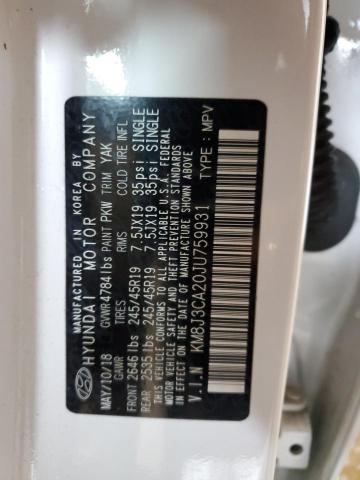 MANUFACTURED IN KOREA BY
HYUNDAI MOTOR COMPANY
MAY/10/18 GVWR 4784 lbs PAINT PKW TRIM YAK
GAWR TIRES RIMS COLD TIRE INFL
FRONT 2646 lbs 245/45R19 7.5JX19 35psi SINGLE
REAR 2535 lbs 245/45R19 7.5JX19 35psi SINGLE
THIS VEHICLE CONFORMS TO ALL APPLICABLE U.S.A. FEDERAL
MOTOR VEHICLE SAFETY, BUMPER, AND THEFT PREVENTION STANDARDS
IN EFFECT ON THE DATE OF MANUFACTURE SHOWN ABOVE
V.I.N KM8J3CA20JU759931 TYPE : MPV